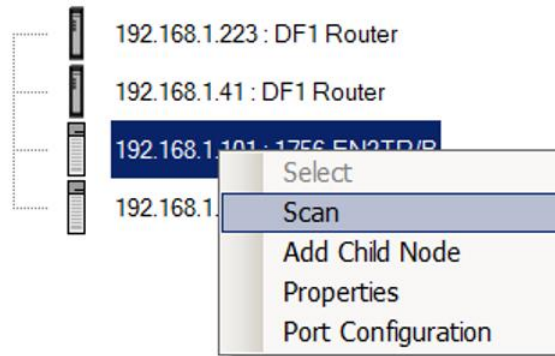 192.168.1.223 : DF1 Router
192.168.1.41 : DF1 Router
192.168.1.101 : 1756-EN2TR/B
Select
192.168.1.
Scan
Add Child Node
Properties
Port Configuration